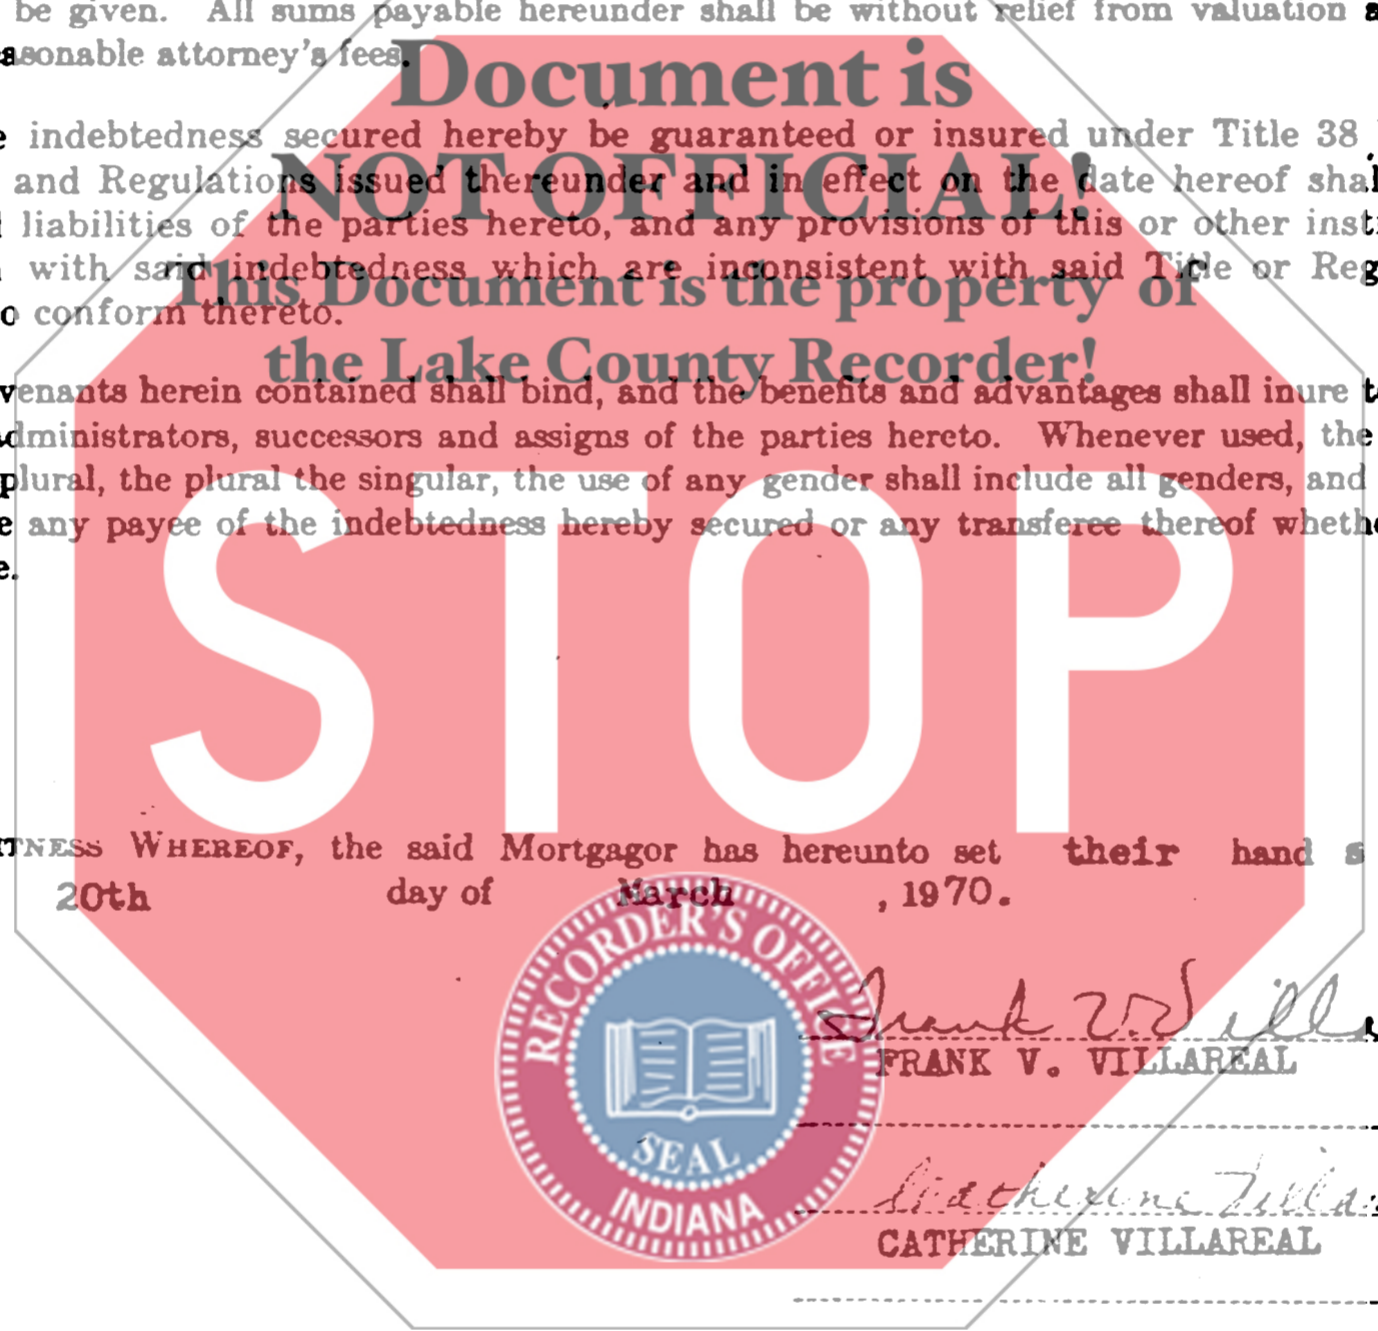 be given. All sums payable hereunder shall be without relief from valuation
asonable attorney's fees.
Document is
indebtedness secured hereby be guaranteed or insured under Title 38
NOT OFFICIAL!
and Regulations issued thereunder and in effect on the date hereof shal
liabilities of the parties hereto, and any provisions of this or other inst
with said indebtedness which are inconsistent with said Title or Reg
This Document is the property of
o conform thereto.
the Lake County Recorder!
venants herein contained shall bind, and the benefits and advantages shall inure t
dministrators, successors and assigns of the parties hereto. Whenever used, the
plural, the plural the singular, the use of any gender shall include all genders, and
e any payee of the indebtedness hereby secured or any transferee thereof wheth
e.
STOP
TNESS WHEREOF, the said Mortgagor has hereunto set their hand s
20th day of March , 1970.
RECORDER'S OFFICE
SEAL
INDIANA
Frank V. Villa
FRANK V. VILLAREAL
Catherine Villa
CATHERINE VILLAREAL